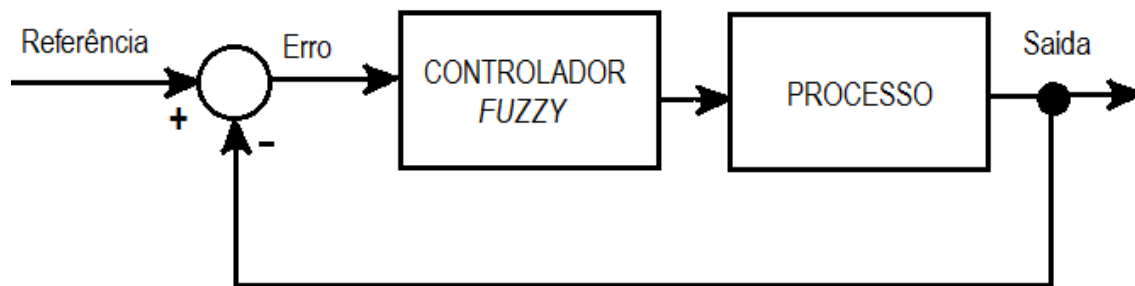 Referência
Erro
CONTROLADOR
FUZZY
PROCESSO
Saída
+
-